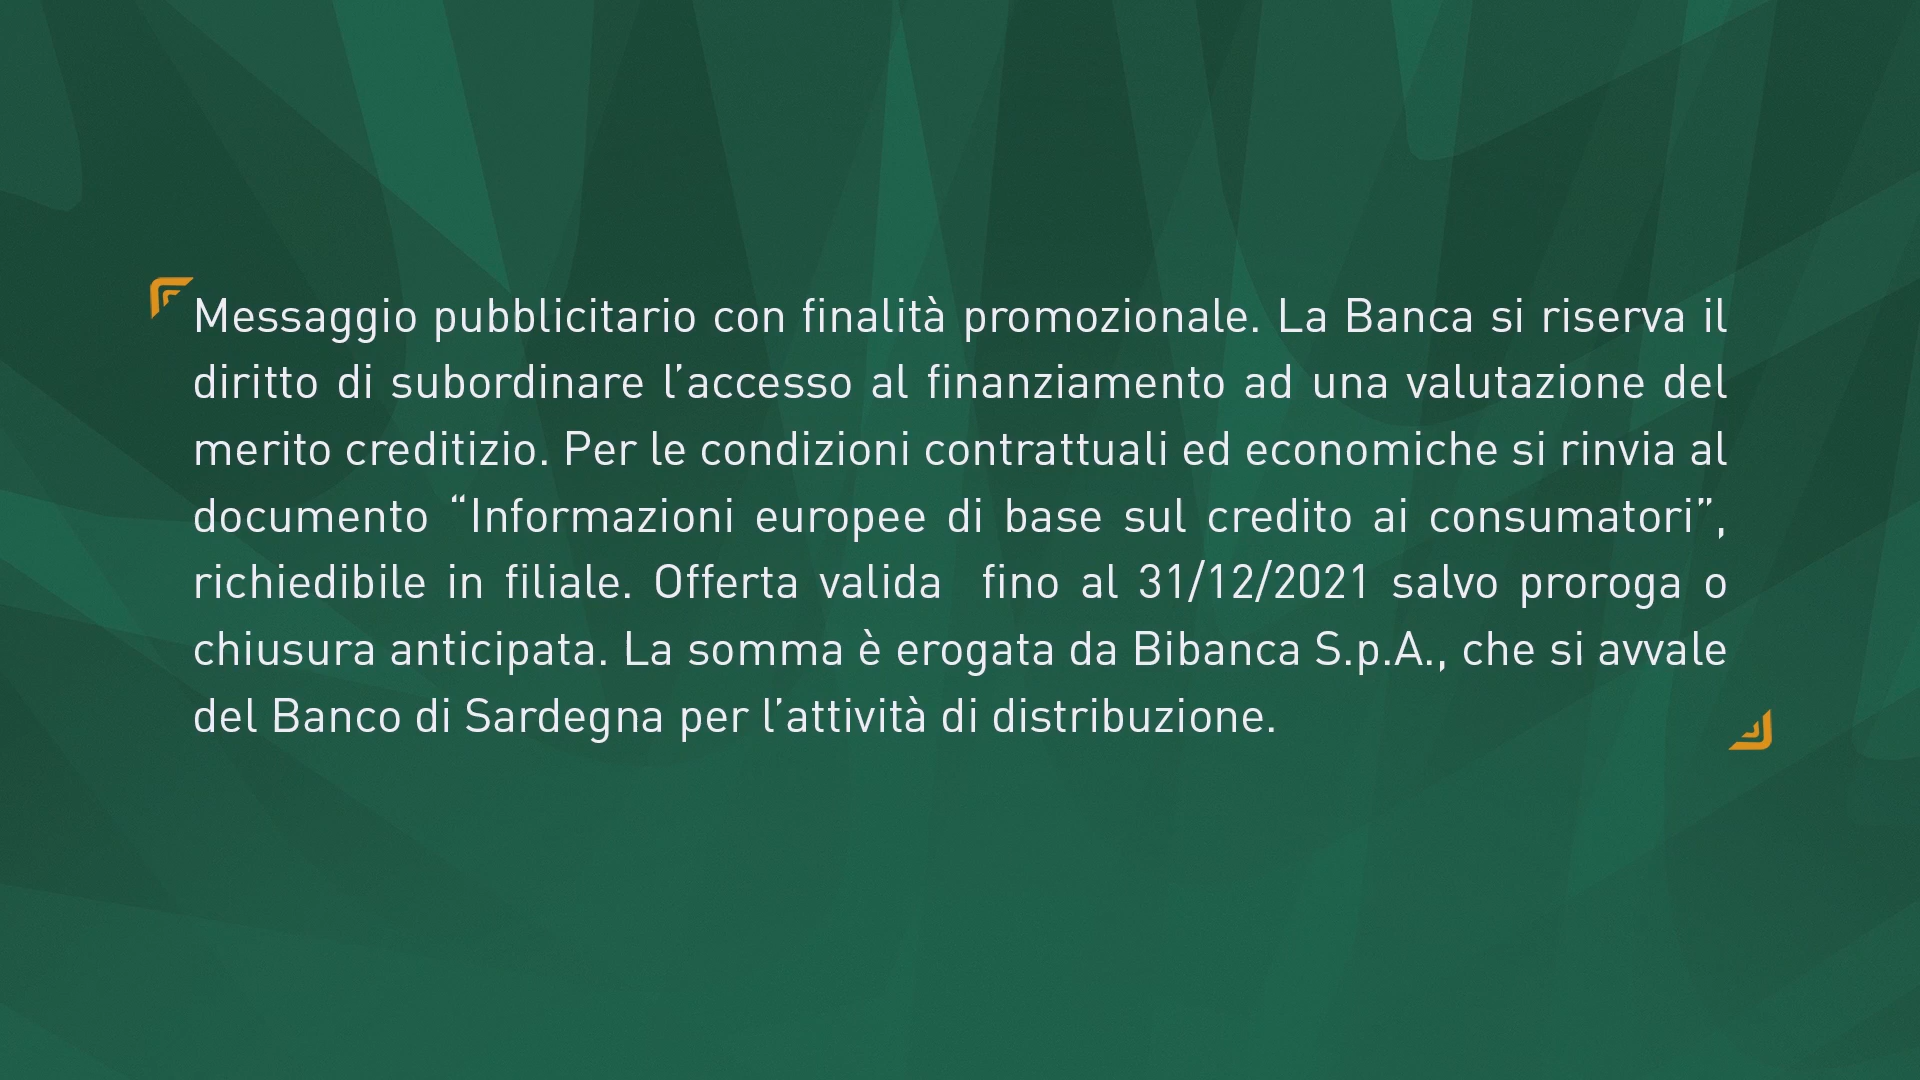 Messaggio pubblicitario con finalità promozionale. La Banca si riserva il
diritto di subordinare l’accesso al finanziamento ad una valutazione del
merito creditizio. Per le condizioni contrattuali ed economiche si rinvia al
documento “Informazioni europee di base sul credito ai consumatori”,
richiedibile in filiale. Offerta valida  fino al 31/12/2021 salvo proroga o
chiusura anticipata. La somma è erogata da Bibanca S.p.A., che si avvale
del Banco di Sardegna per l’attività di distribuzione.